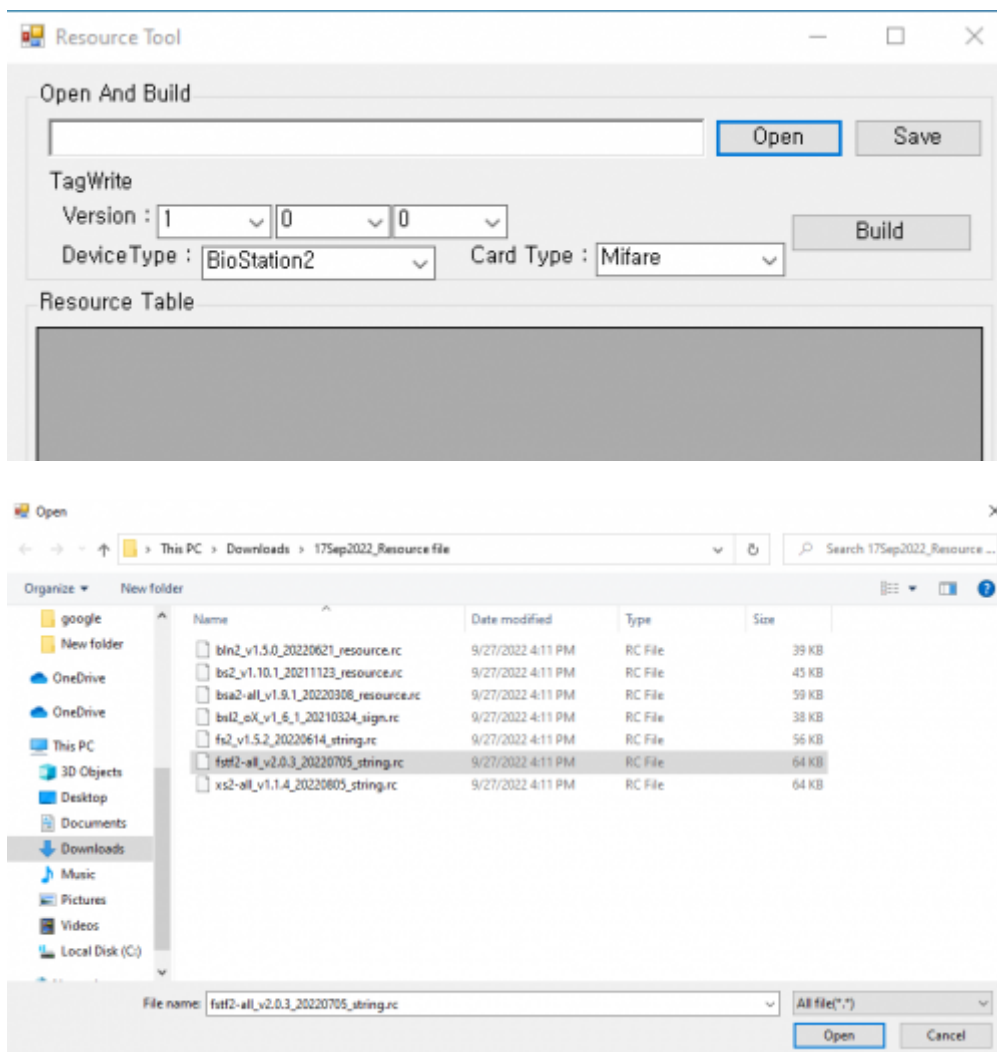 Resource Tool
Open And Build
Open Save
TagWrite
Version : 1 0 0
Build
DeviceType : BioStation2 Card Type : Mifare
Resource Table
Open
This PC > Downloads > 17Sep2022_Resource file
Search 17Sep2022_Resource ...
Organize New folder
google
New folder
OneDrive
OneDrive
This PC
3D Objects
Desktop
Documents
Downloads
Music
Pictures
Videos
Local Disk (C:)
Name Date modified Type Size
bln2_v1.5.0_20220621_resource.rc 9/27/2022 4:11 PM RC File 39 KB
bs2_v1.10.1_20211123_resource.rc 9/27/2022 4:11 PM RC File 45 KB
bsa2-all_v1.9.1_20220308_resource.rc 9/27/2022 4:11 PM RC File 59 KB
bsl2_oX_v1_6_1_20210324_sign.rc 9/27/2022 4:11 PM RC File 38 KB
fs2_v1.5.2_20220614_string.rc 9/27/2022 4:11 PM RC File 56 KB
fstf2-all_v2.0.3_20220705_string.rc 9/27/2022 4:11 PM RC File 64 KB
xs2-all_v1.1.4_20220805_string.rc 9/27/2022 4:11 PM RC File 64 KB
File name: fstf2-all_v2.0.3_20220705_string.rc All file(*.*)
Open Cancel